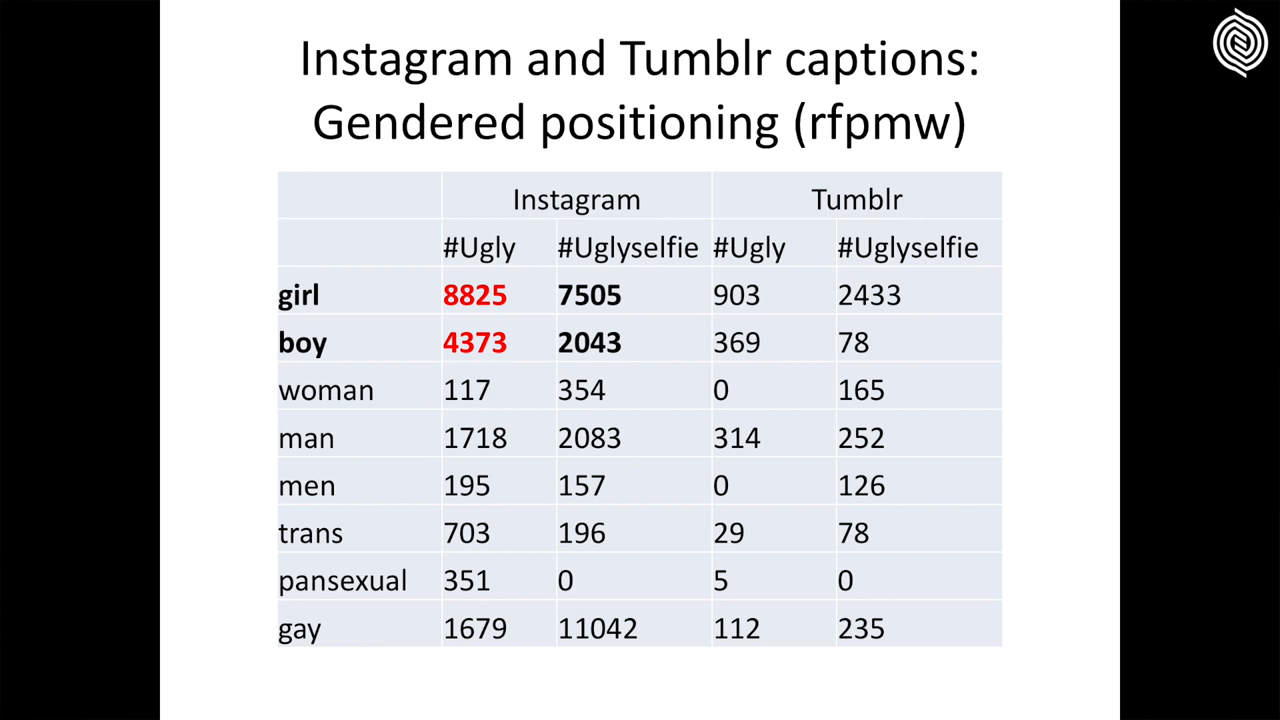 Instagram and Tumblr captions:
Gendered positioning (rfpmw)
Instagram Tumblr
#Ugly #Uglyselfie #Ugly #Uglyselfie
girl 8825 7505 903 2433
boy 4373 2043 369 78
woman 117 354 0 165
man 1718 2083 314 252
men 195 157 0 126
trans 703 196 29 78
pansexual 351 0 5 0
gay 1679 11042 112 235